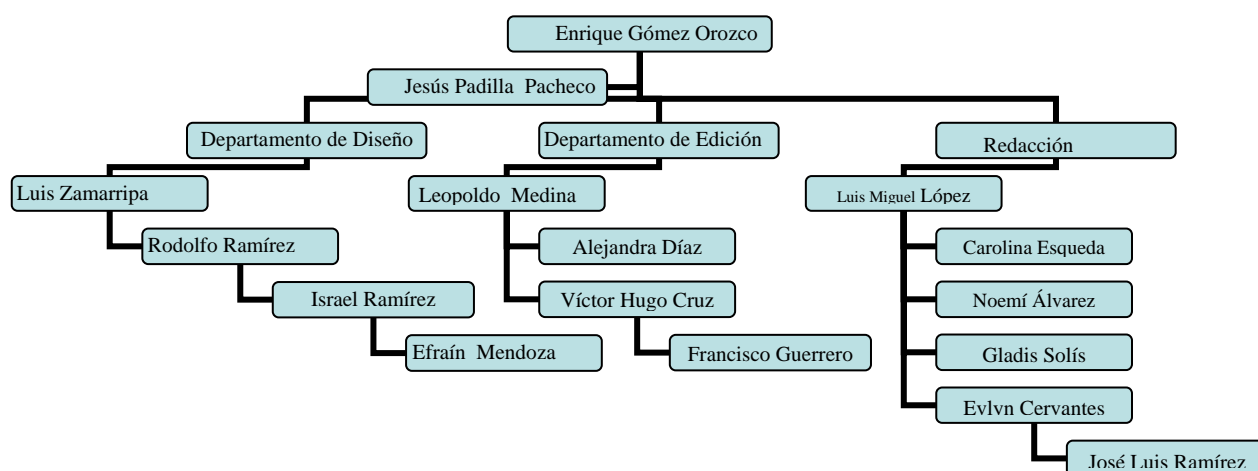 Enrique Gómez Orozco
Jesús Padilla Pacheco
Departamento de Diseño
Departamento de Edición
Redacción
Luis Zamarripa
Leopoldo Medina
Luis Miguel López
Rodolfo Ramírez
Alejandra Díaz
Carolina Esqueda
Israel Ramírez
Víctor Hugo Cruz
Noemí Álvarez
Efraín Mendoza
Francisco Guerrero
Gladis Solís
Evlvn Cervantes
José Luis Ramírez